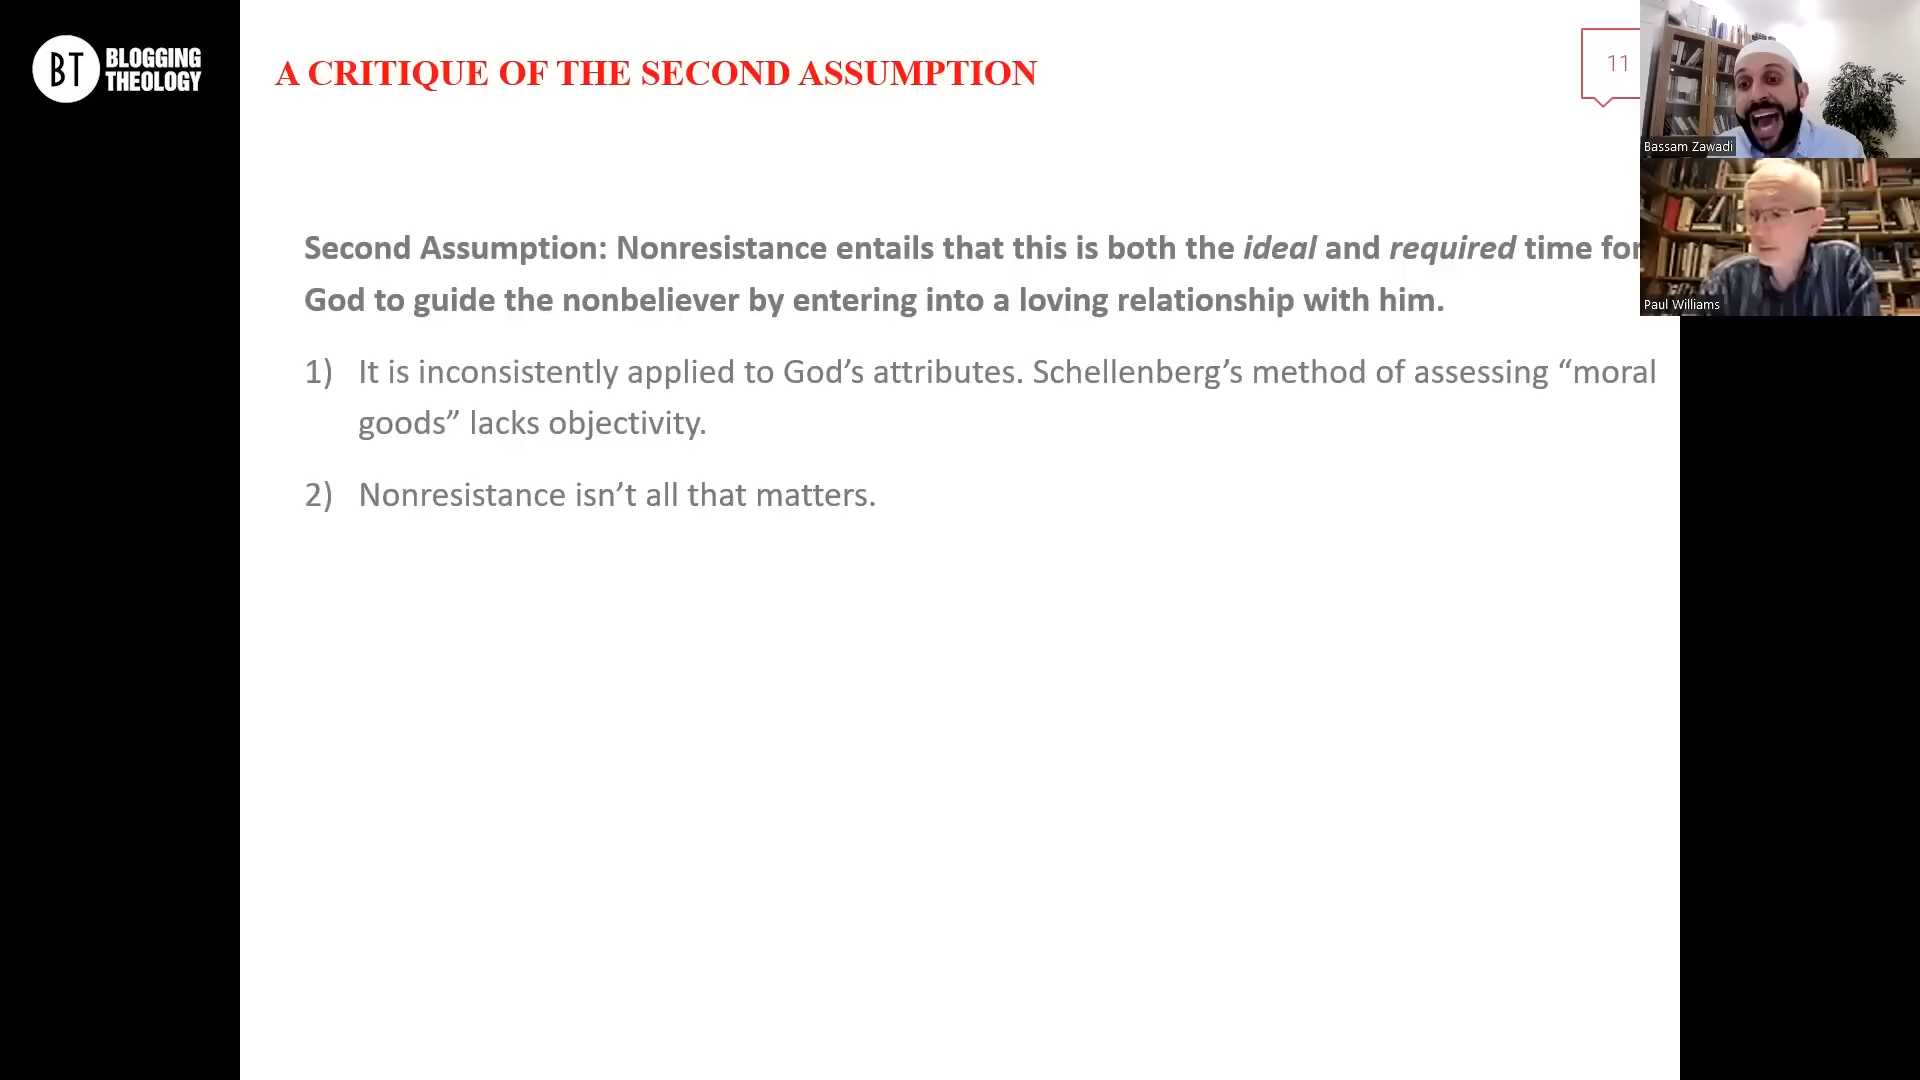 BT BLOGGING
THEOLOGY
A CRITIQUE OF THE SECOND ASSUMPTION
11
Bassam Zawadi
Paul Williams
Second Assumption: Nonresistance entails that this is both the ideal and required time for
God to guide the nonbeliever by entering into a loving relationship with him.
1) It is inconsistently applied to God’s attributes. Schellenberg’s method of assessing “moral
goods” lacks objectivity.
2) Nonresistance isn’t all that matters.